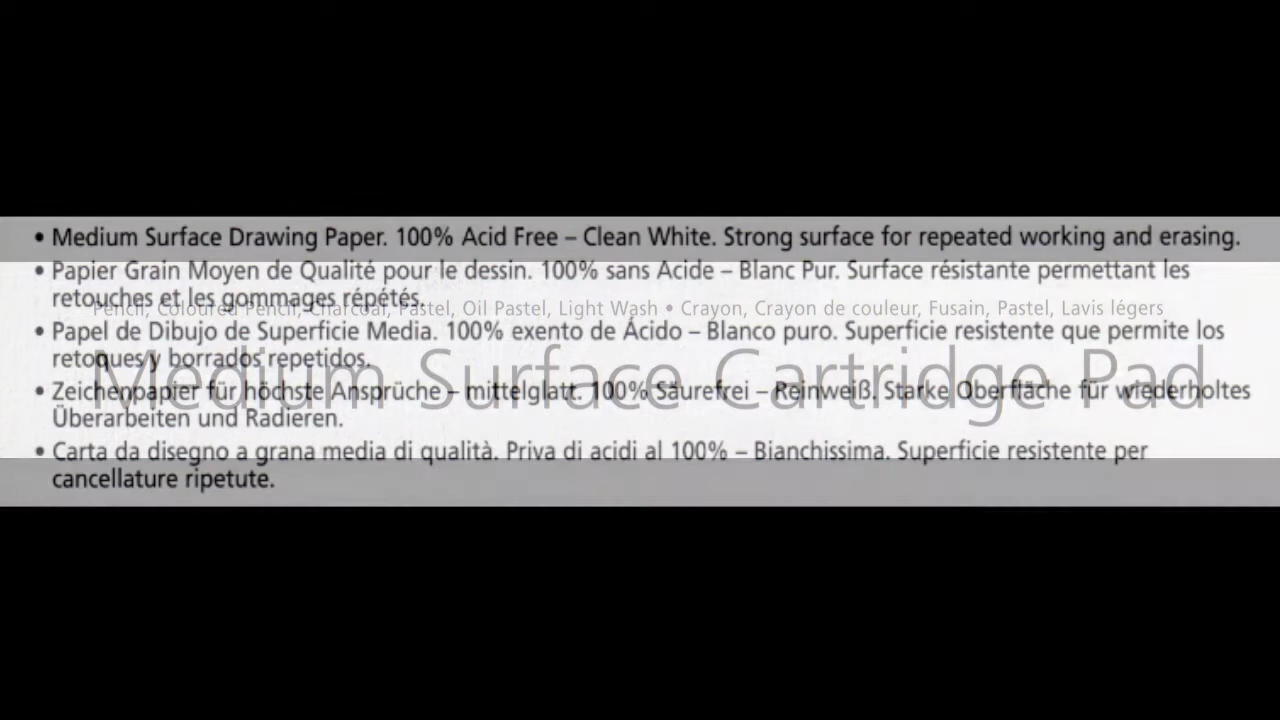 • Medium Surface Drawing Paper. 100% Acid Free – Clean White. Strong surface for repeated working and erasing.
• Papier Grain Moyen de Qualité pour le dessin. 100% sans Acide – Blanc Pur. Surface résistante permettant les
retouches et les gommages répétés.
Pencil, Coloured Pencil, Charcoal, Pastel, Oil Pastel, Light Wash • Crayon, Crayon de couleur, Fusain, Pastel, Lavis légers
• Papel de Dibujo de Superficie Media. 100% exento de Ácido – Blanco puro. Superficie resistente que permite los
retoques y borrados repetidos.
Medium Surface Cartridge Pad
• Zeichenpapier für höchste Ansprüche – mittelglatt. 100% Säurefrei – Reinweiß. Starke Oberfläche für wiederholtes
Überarbeiten und Radieren.
• Carta da disegno a grana media di qualità. Priva di acidi al 100% – Bianchissima. Superficie resistente per
cancellature ripetute.